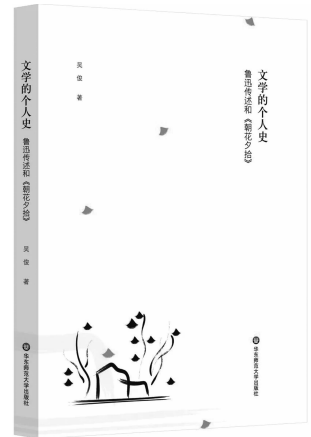 文学的个人史
鲁迅传述和《朝花夕拾》
吴俊 著
华东师范大学出版社
文学的个人史
鲁迅传述和《朝花夕拾》
吴俊 著
华东师范大学出版社